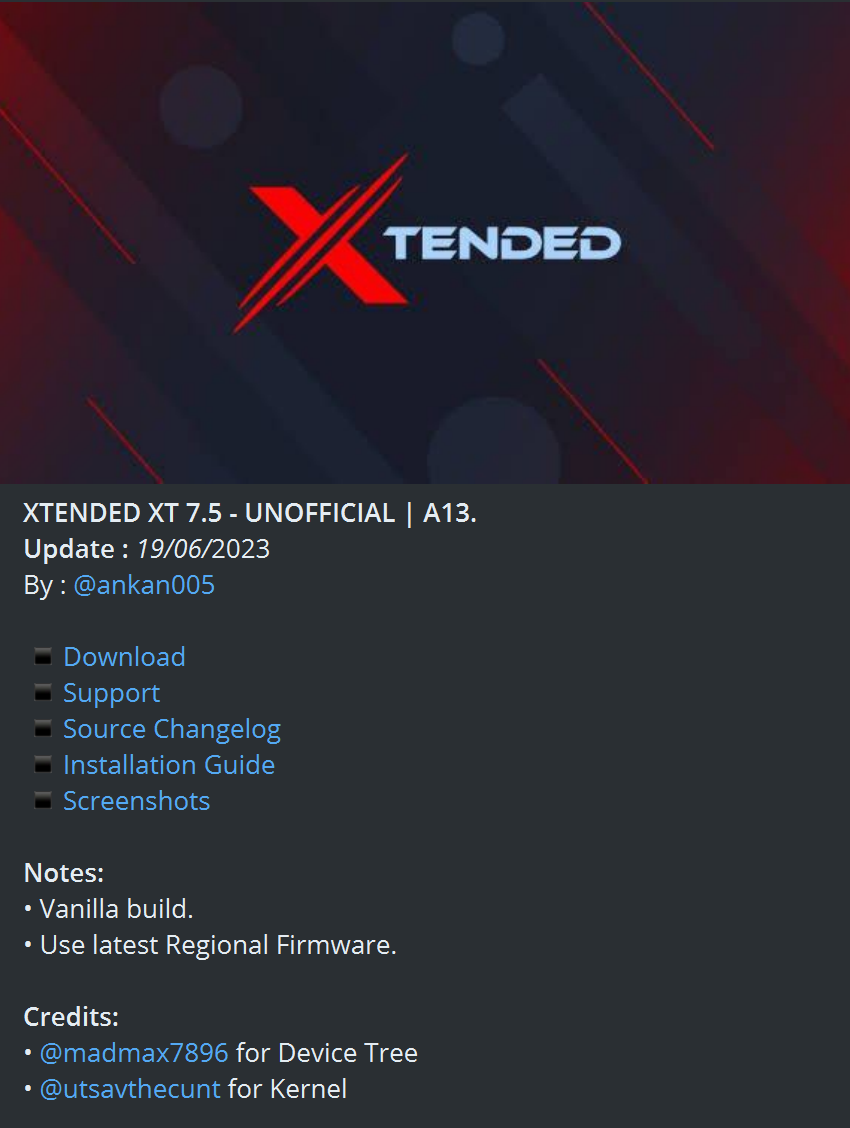 XTENDED
XTENDED XT 7.5 - UNOFFICIAL | A13.
Update : 19/06/2023
By : @ankan005
▪ Download
▪ Support
▪ Source Changelog
▪ Installation Guide
▪ Screenshots
Notes:
• Vanilla build.
• Use latest Regional Firmware.
Credits:
• @madmax7896 for Device Tree
• @utsavthecunt for Kernel